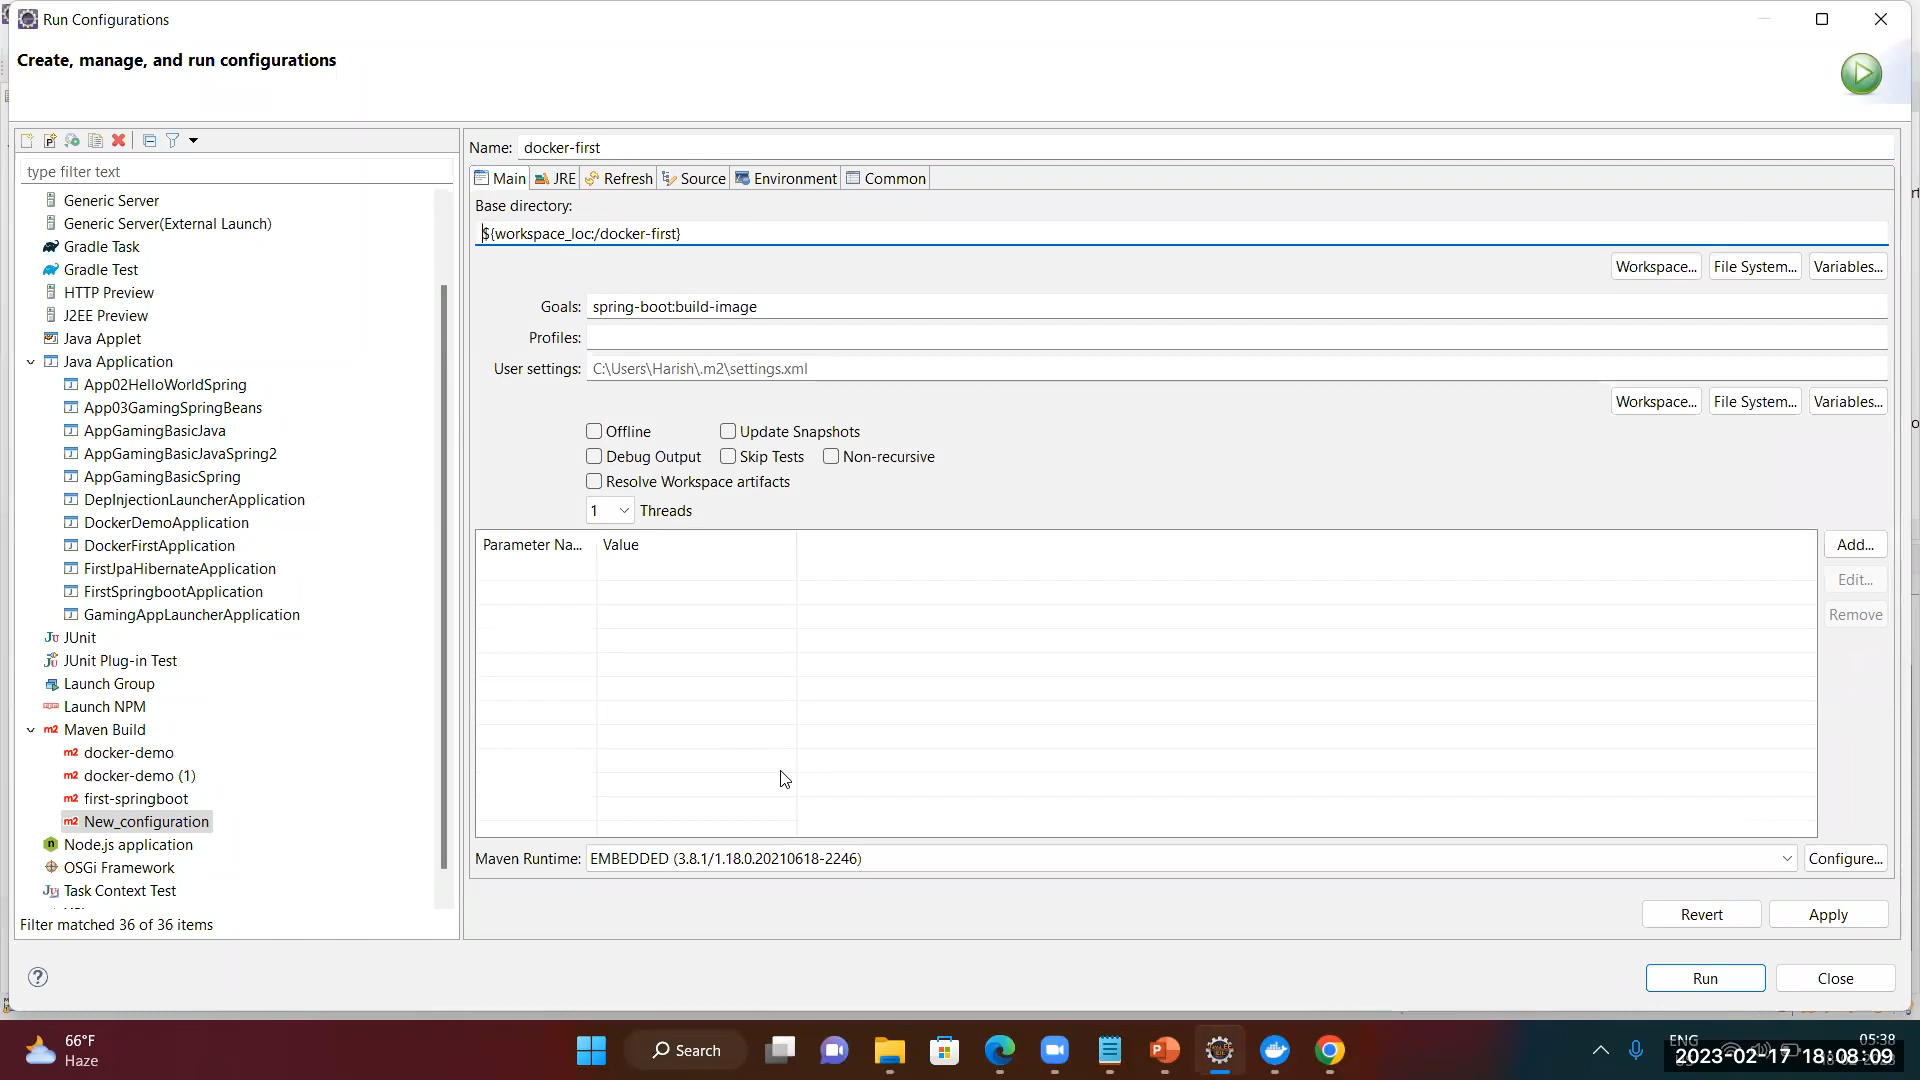 Run Configurations
Create, manage, and run configurations
type filter text
Generic Server
Generic Server(External Launch)
Gradle Task
Gradle Test
HTTP Preview
J2EE Preview
Java Applet
Java Application
App02HelloWorldSpring
App03GamingSpringBeans
AppGamingBasicJava
AppGamingBasicJavaSpring2
AppGamingBasicSpring
DepInjectionLauncherApplication
DockerDemoApplication
DockerFirstApplication
FirstJpaHibernateApplication
FirstSpringbootApplication
GamingAppLauncherApplication
JUnit
JUnit Plug-in Test
Launch Group
Launch NPM
Maven Build
docker-demo
docker-demo (1)
first-springboot
New_configuration
Node.js application
OSGi Framework
Task Context Test
Filter matched 36 of 36 items
Name: docker-first
Main JRE Refresh Source Environment Common
Base directory:
${workspace_loc:/docker-first}
Workspace... File System... Variables...
Goals: spring-boot:build-image
Profiles:
User settings: C:\Users\Harish\.m2\settings.xml
Workspace... File System... Variables...
Offline Update Snapshots
Debug Output Skip Tests Non-recursive
Resolve Workspace artifacts
1 Threads
Parameter Na... Value
Add...
Edit...
Remove
Maven Runtime: EMBEDDED (3.8.1/1.18.0.20210618-2246) Configure...
Revert Apply
Run Close
66°F
Haze
Search
ENG
05:38
2023-02-17 18:08:09